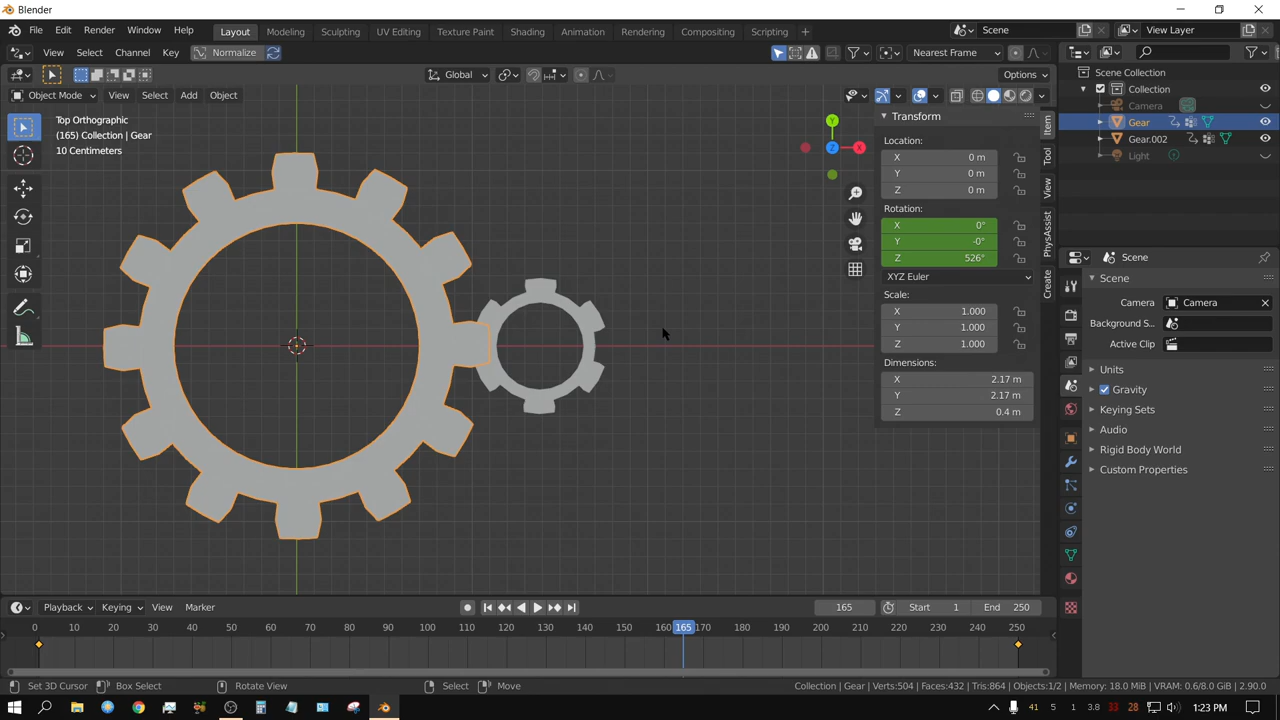 Blender
File Edit Render Window Help Layout Modeling Sculpting UV Editing Texture Paint Shading Animation Rendering Compositing Scripting + Scene View Layer
View Select Channel Key Normalize Nearest Frame
Global Options
Object Mode View Select Add Object
Top Orthographic
(165) Collection | Gear
10 Centimeters
Y
Z
X
Transform
Location:
X 0 m
Y 0 m
Z 0 m
Rotation:
X 0°
Y -0°
Z 526°
XYZ Euler
Scale:
X 1.000
Y 1.000
Z 1.000
Dimensions:
X 2.17 m
Y 2.17 m
Z 0.4 m
Item
Tool
View
PhysAssist
Create
Scene Collection
Collection
Camera
Gear
Gear.002
Light
Scene
Scene
Camera Scene
Background S...
Active Clip
Units
Gravity
Keying Sets
Audio
Rigid Body World
Custom Properties
Playback Keying View Marker 165 Start 1 End 250
0 10 20 30 40 50 60 70 80 90 100 110 120 130 140 150 160 165 170 180 190 200 210 220 230 240 250
Set 3D Cursor Box Select Rotate View Select Move Collection | Gear | Verts:504 | Faces:432 | Tris:864 | Objects:1/2 | Memory: 18.0 MiB | VRAM: 0.6/8.0 GiB | 2.90.0
41 5 1 3.8 33 28 1:23 PM